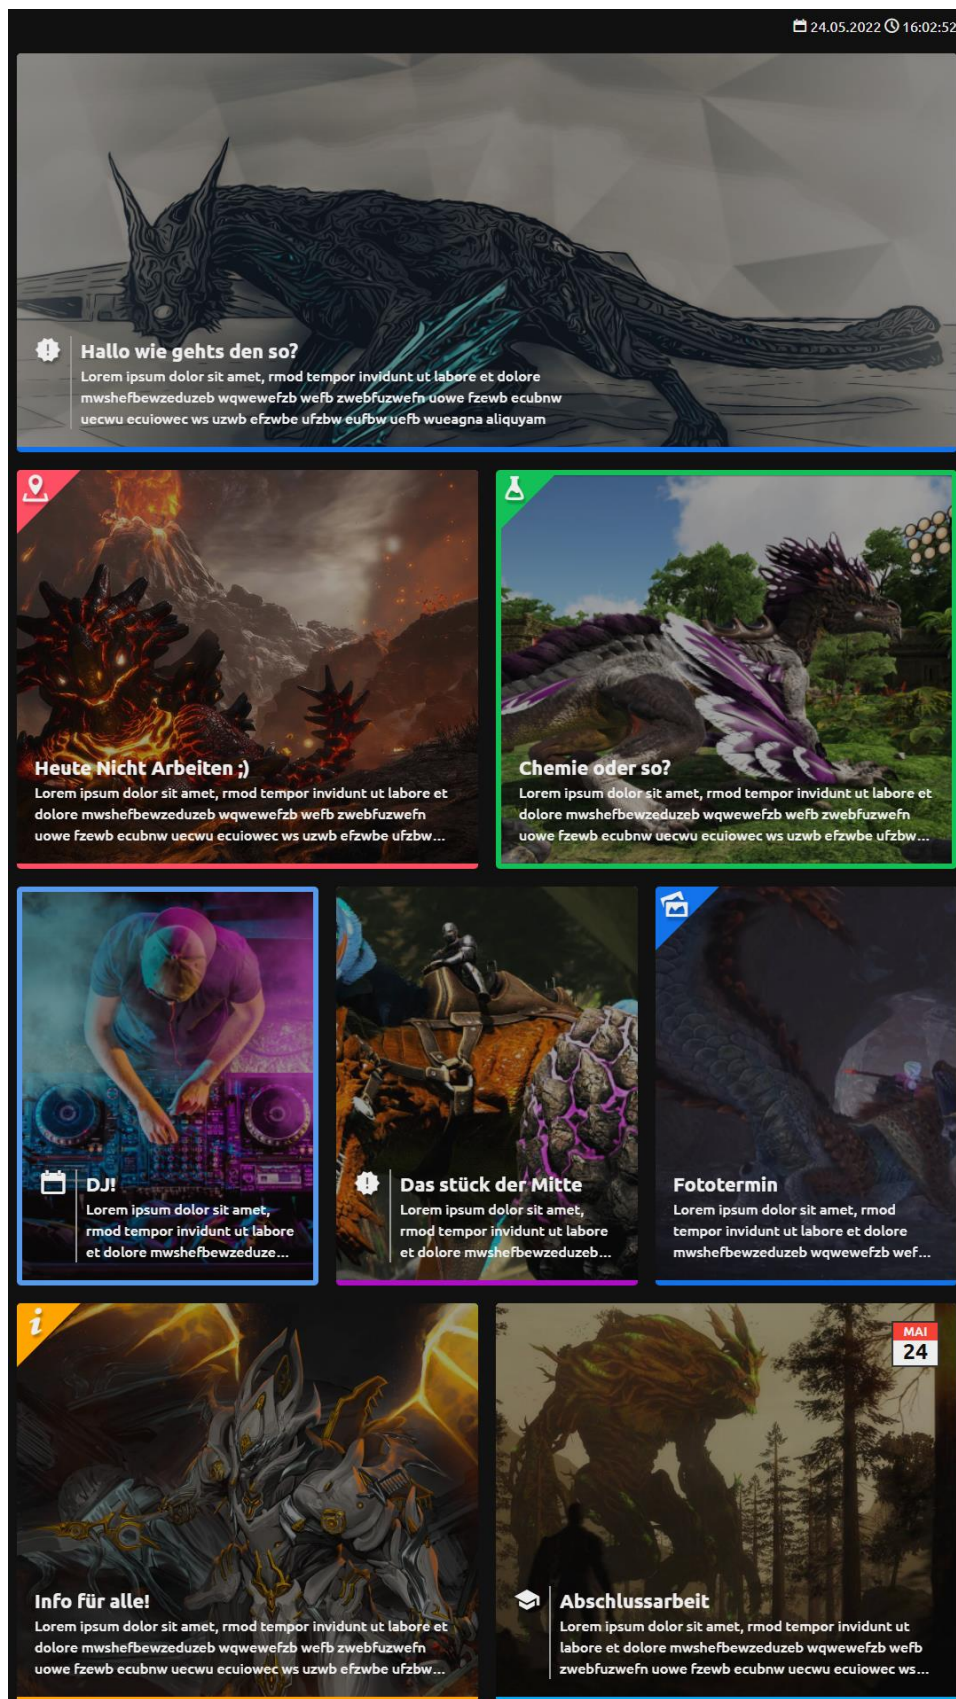 24.05.2022 16:02:52
Hallo wie gehts den so?
Lorem ipsum dolor sit amet, rmod tempor invidunt ut labore et dolore
mwshefbewzeduzeb wqwewefzb wefb zwebfuzwefn uowe fzewb ecubnw
uecwu ecuiowec ws uzwb efzwbe ufzbw eufbw uefb wueagna aliquyam
Heute Nicht Arbeiten ;)
Lorem ipsum dolor sit amet, rmod tempor invidunt ut labore et
dolore mwshefbewzeduzeb wqwewefzb wefb zwebfuzwefn
uowe fzewb ecubnw uecwu ecuiowec ws uzwb efzwbe ufzbw...
Chemie oder so?
Lorem ipsum dolor sit amet, rmod tempor invidunt ut labore et
dolore mwshefbewzeduzeb wqwewefzb wefb zwebfuzwefn
uowe fzewb ecubnw uecwu ecuiowec ws uzwb efzwbe ufzbw...
DJ!
Lorem ipsum dolor sit amet,
rmod tempor invidunt ut labore
et dolore mwshefbewzeduze...
Das stück der Mitte
Lorem ipsum dolor sit amet,
rmod tempor invidunt ut labore
et dolore mwshefbewzeduzeb...
Fototermin
Lorem ipsum dolor sit amet, rmod
tempor invidunt ut labore et dolore
mwshefbewzeduzeb wqwewefzb wef...
i
Info für alle!
Lorem ipsum dolor sit amet, rmod tempor invidunt ut labore et
dolore mwshefbewzeduzeb wqwewefzb wefb zwebfuzwefn
uowe fzewb ecubnw uecwu ecuiowec ws uzwb efzwbe ufzbw...
MAI
24
Abschlussarbeit
Lorem ipsum dolor sit amet, rmod tempor invidunt ut
labore et dolore mwshefbewzeduzeb wqwewefzb wefb
zwebfuzwefn uowe fzewb ecubnw uecwu ecuiowec ws...